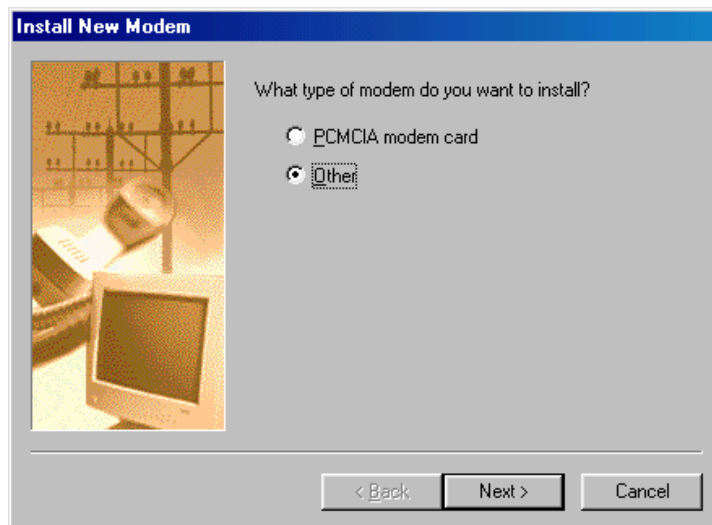 Install New Modem
What type of modem do you want to install?
PCMCIA modem card
Other
< Back
Next >
Cancel